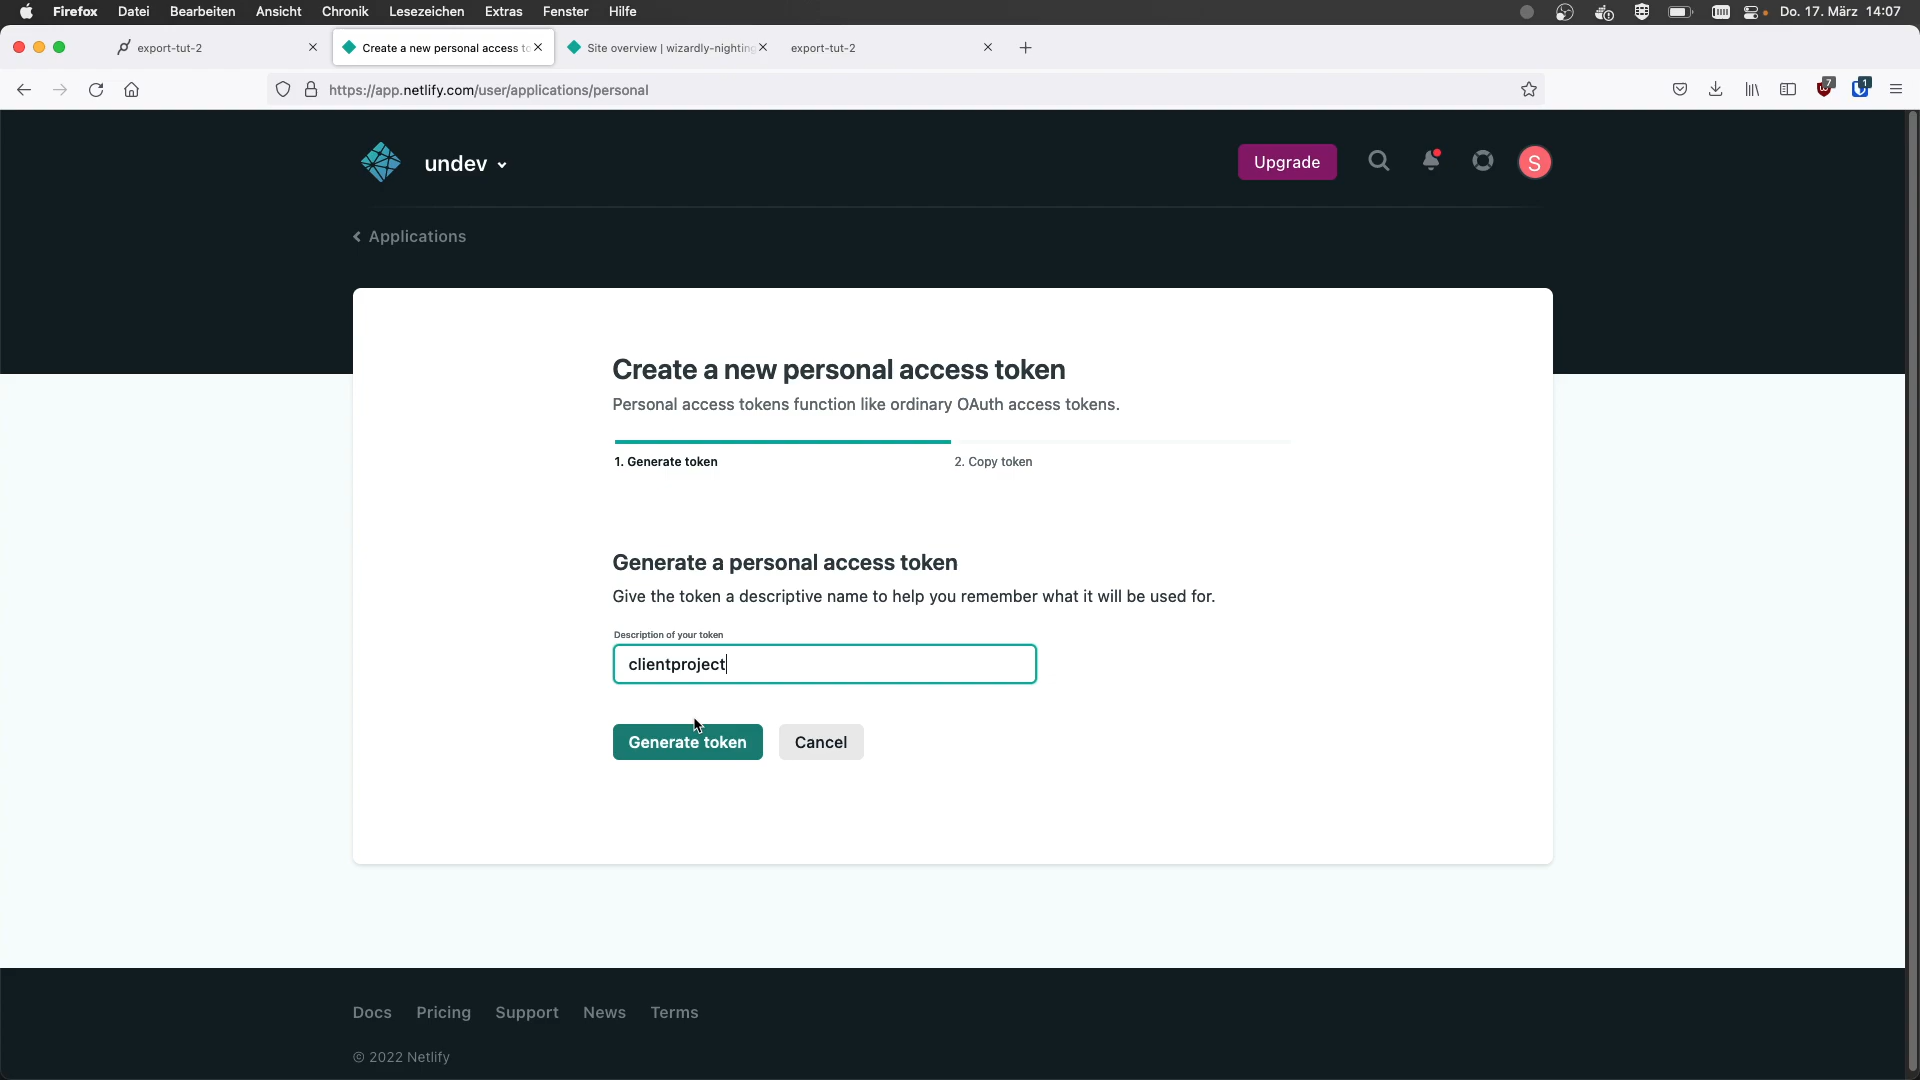 Firefox Datei Bearbeiten Ansicht Chronik Lesezeichen Extras Fenster Hilfe Do. 17. März 14:07
export-tut-2 Create a new personal access to Site overview | wizardly-nighting export-tut-2
https://app.netlify.com/user/applications/personal 7 1
undev Upgrade S
Applications
Create a new personal access token
Personal access tokens function like ordinary OAuth access tokens.
1. Generate token 2. Copy token
Generate a personal access token
Give the token a descriptive name to help you remember what it will be used for.
Description of your token
clientproject
Generate token Cancel
Docs Pricing Support News Terms
© 2022 Netlify